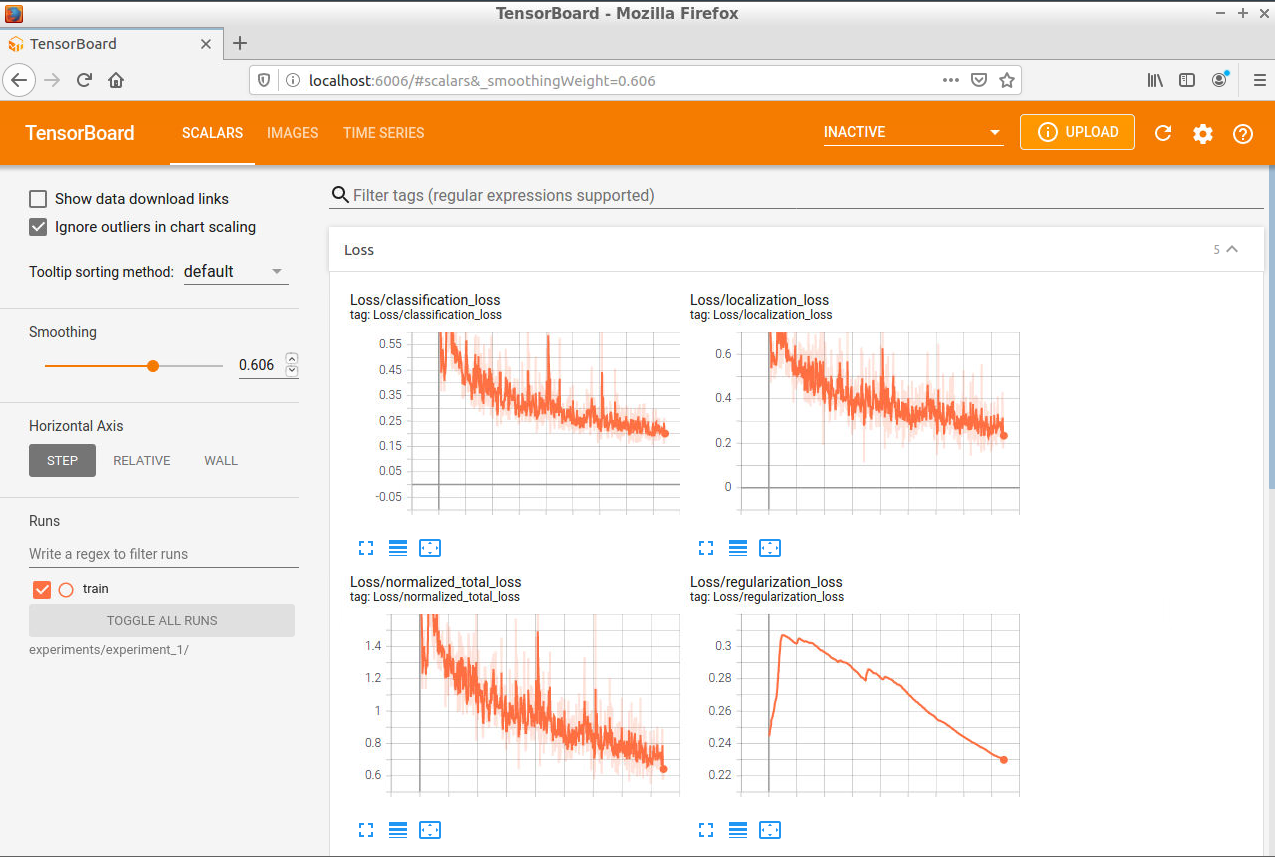 TensorBoard - Mozilla Firefox
TensorBoard
localhost:6006/#scalars&_smoothingWeight=0.606
TensorBoard
SCALARS
IMAGES
TIME SERIES
INACTIVE
UPLOAD
Show data download links
Ignore outliers in chart scaling
Tooltip sorting method: default
Smoothing
0.606
Horizontal Axis
STEP
RELATIVE
WALL
Runs
Write a regex to filter runs
train
TOGGLE ALL RUNS
experiments/experiment_1/
Filter tags (regular expressions supported)
Loss
5
Loss/classification_loss
tag: Loss/classification_loss
0.55
0.45
0.35
0.25
0.15
0.05
-0.05
Loss/localization_loss
tag: Loss/localization_loss
0.6
0.4
0.2
0
Loss/normalized_total_loss
tag: Loss/normalized_total_loss
1.4
1.2
1
0.8
0.6
Loss/regularization_loss
tag: Loss/regularization_loss
0.3
0.28
0.26
0.24
0.22